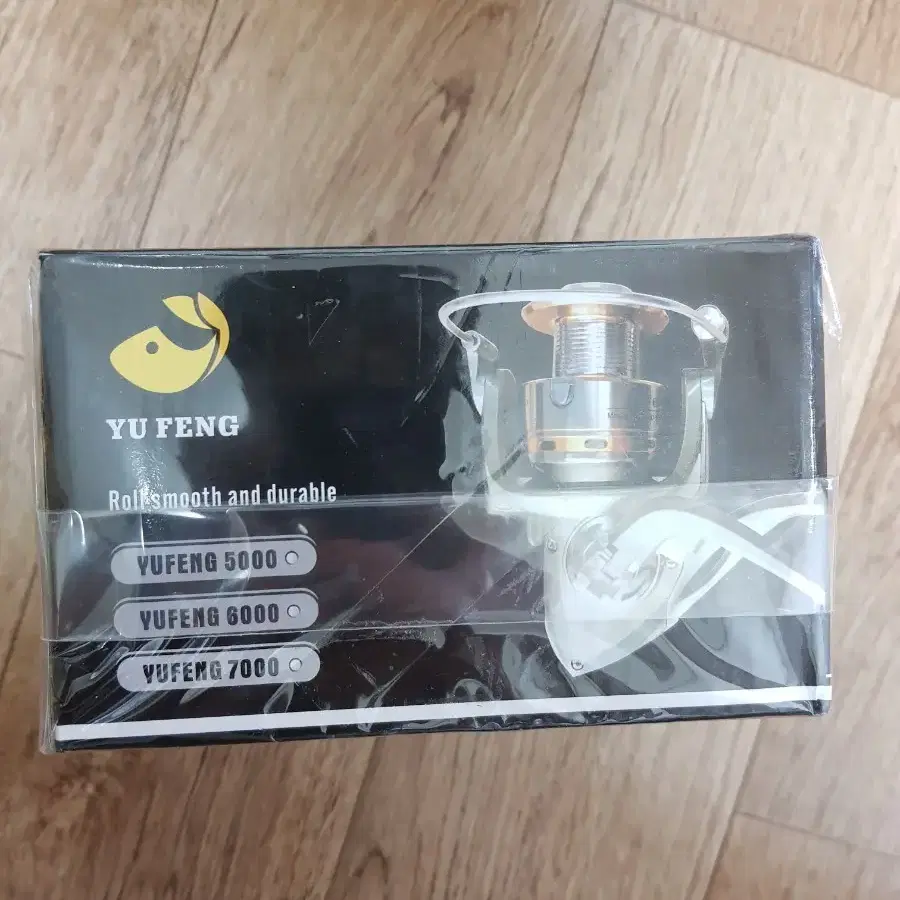 YU FENG
Roll smooth and durable
YUFENG 5000
YUFENG 6000
YUFENG 7000